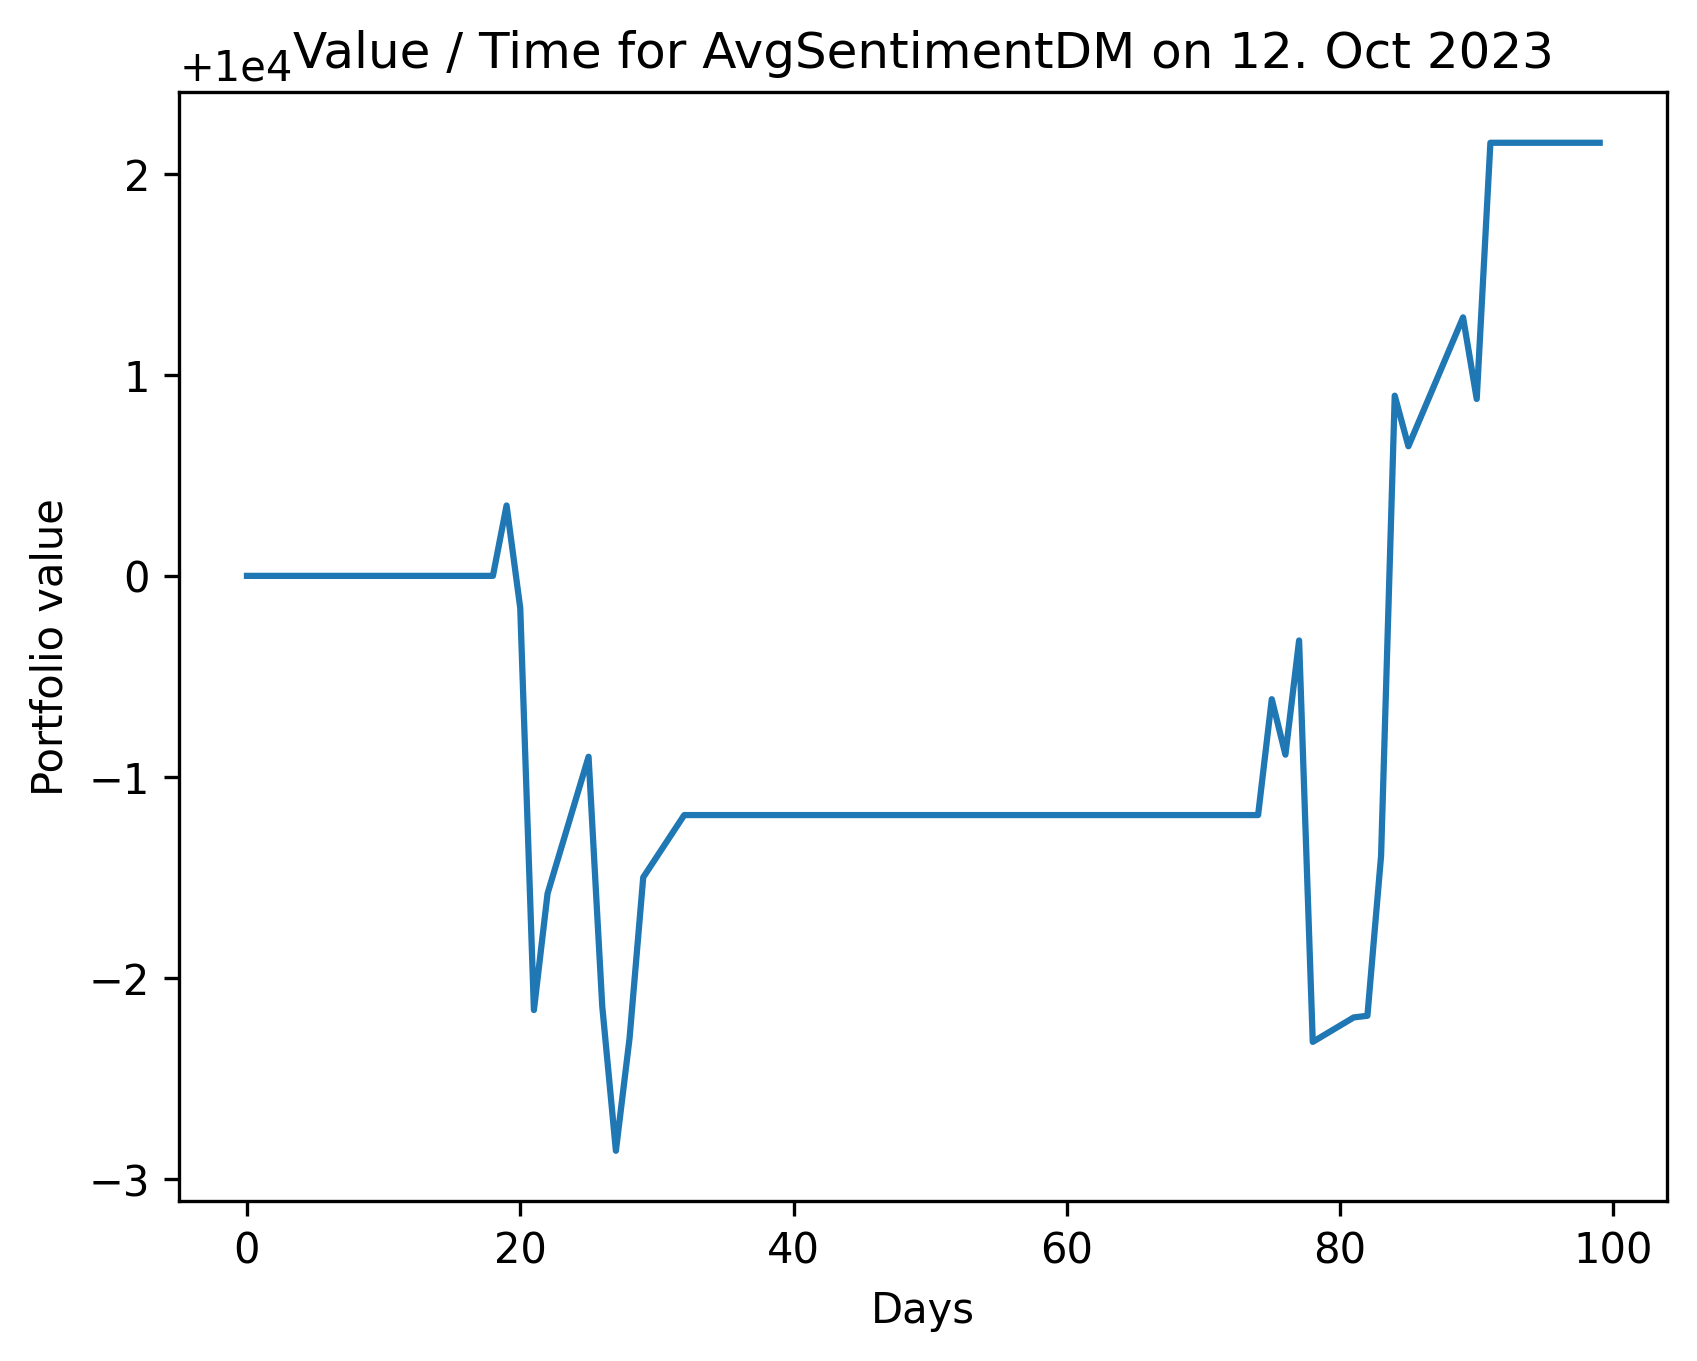 Value / Time for AvgSentimentDM on 12. Oct 2023
+1e4
2
1
0
−1
−2
−3
Portfolio value
0 20 40 60 80 100
Days